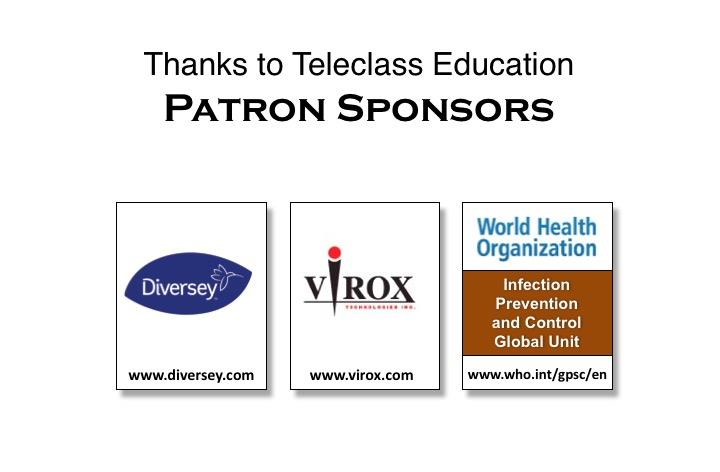 Thanks to Teleclass Education
PATRON SPONSORS
Diversey™
www.diversey.com
VIROX
TECHNOLOGIES INC.
www.virox.com
World Health
Organization
Infection
Prevention
and Control
Global Unit
www.who.int/gpsc/en